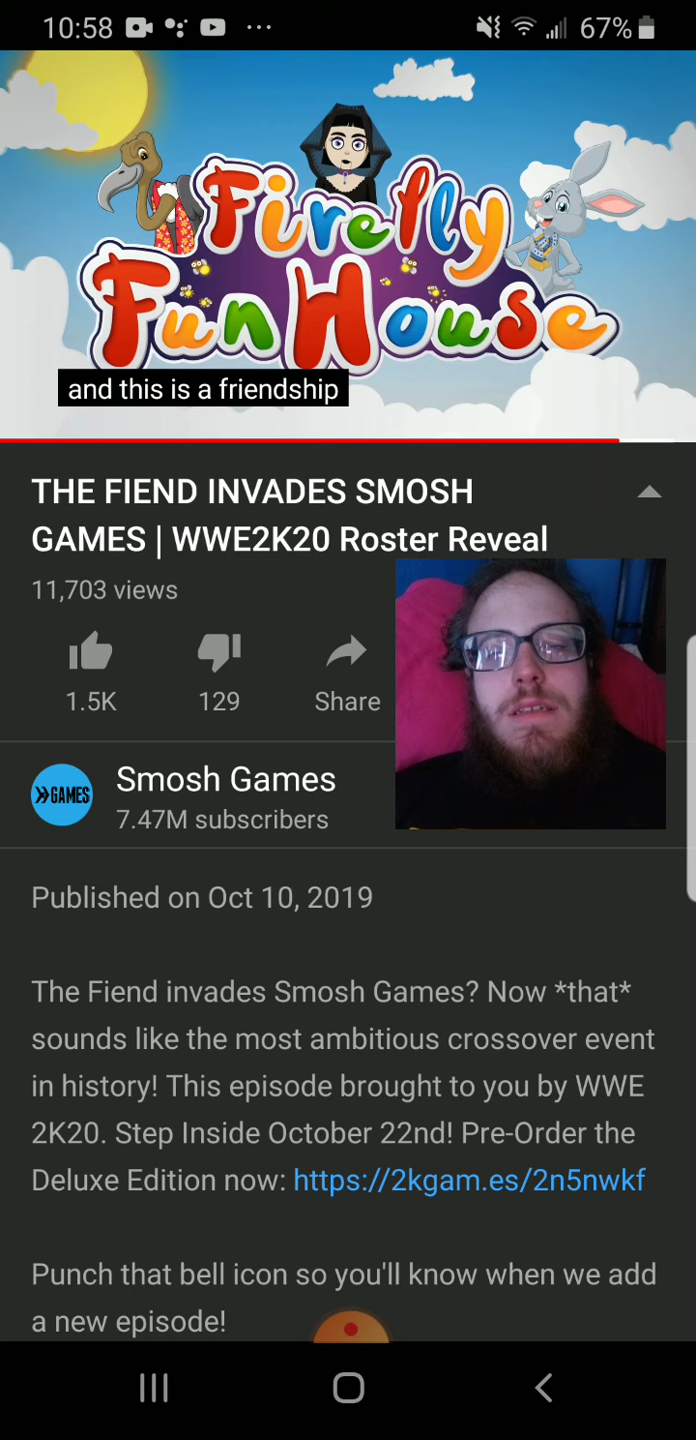 10:58
67%
Firefly
Fun House
and this is a friendship
THE FIEND INVADES SMOSH
GAMES | WWE2K20 Roster Reveal
11,703 views
1.5K
129
Share
GAMES
Smosh Games
7.47M subscribers
Published on Oct 10, 2019
The Fiend invades Smosh Games? Now *that*
sounds like the most ambitious crossover event
in history! This episode brought to you by WWE
2K20. Step Inside October 22nd! Pre-Order the
Deluxe Edition now: https://2kgam.es/2n5nwkf
Punch that bell icon so you'll know when we add
a new episode!